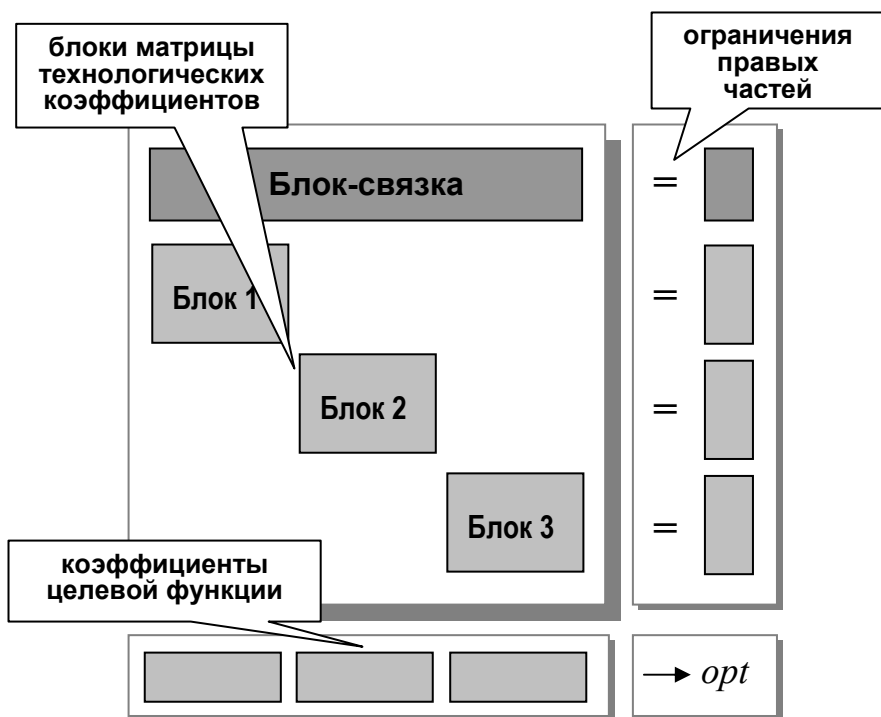 блоки матрицы
технологических
коэффициентов
ограничения
правых
частей
Блок-связка
=
Блок 1
=
Блок 2
=
Блок 3
=
коэффициенты
целевой функции
→ opt